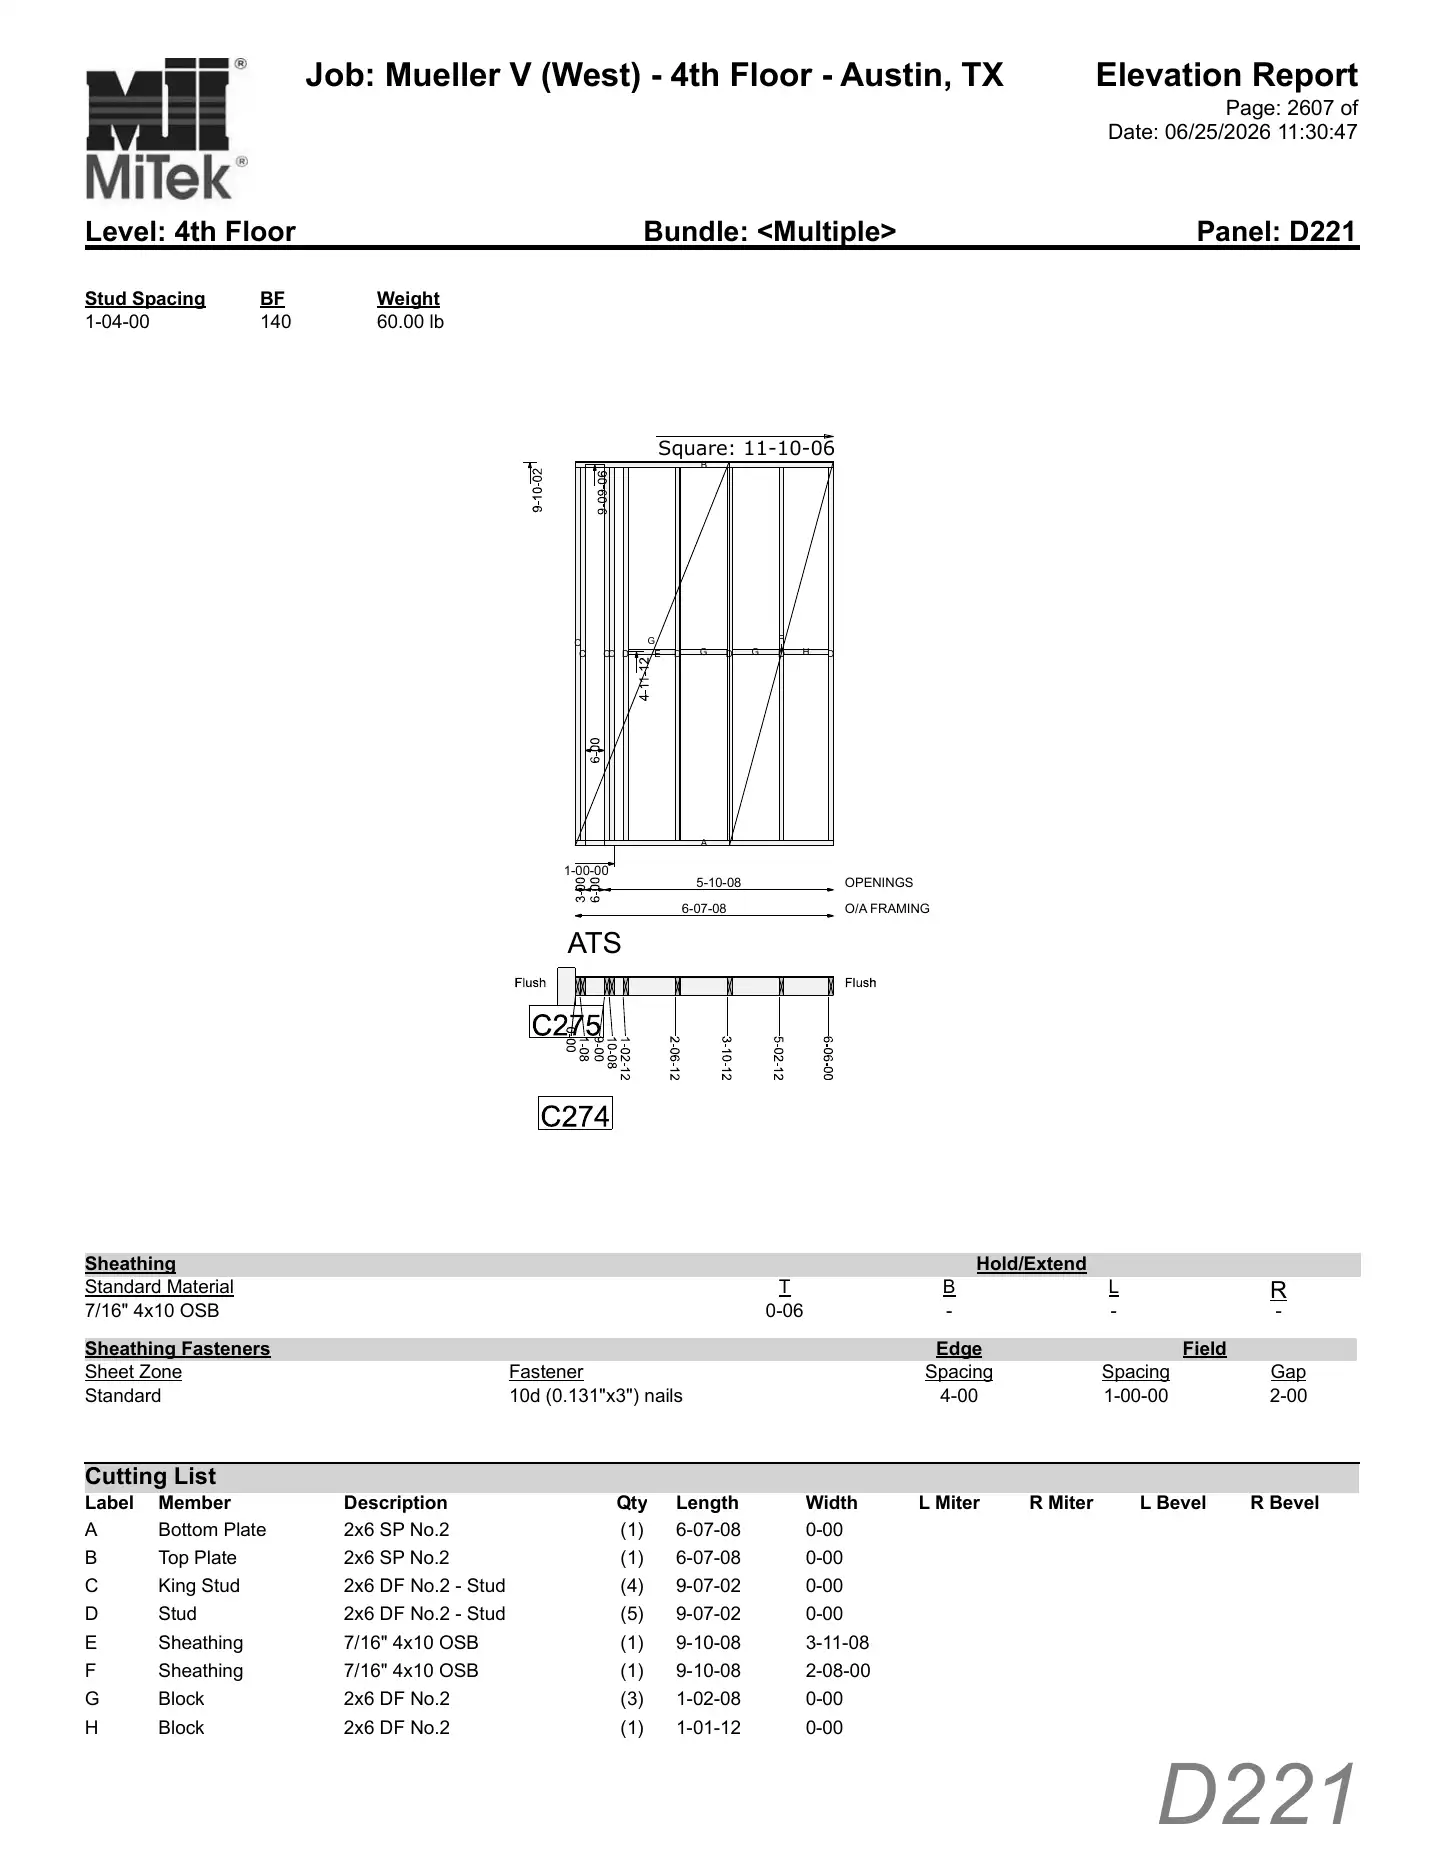 Job: Mueller V (West) - 4th Floor - Austin, TX
Elevation Report
Page: 2607 of
Date: 06/25/2026 11:30:47
MiTek
Level: 4th Floor Bundle: <Multiple> Panel: D221
Stud Spacing BF Weight
1-04-00 140 60.00 lb
Square: 11-10-06
B
9-10-02
9-09-06
C
G
F
C C C D E D G D G D H D
4-11-12
6-00
A
1-00-00
3-00 6-00 5-10-08 OPENINGS
6-07-08 O/A FRAMING
ATS
Flush Flush
C275
0-00 1-08 9-00 10-08 1-02-12 2-06-12 3-10-12 5-02-12 6-06-00
C274
Sheathing Hold/Extend
Standard Material T B L R
7/16" 4x10 OSB 0-06 - - -
Sheathing Fasteners Edge Field
Sheet Zone Fastener Spacing Spacing Gap
Standard 10d (0.131"x3") nails 4-00 1-00-00 2-00
Cutting List
Label Member Description Qty Length Width L Miter R Miter L Bevel R Bevel
A Bottom Plate 2x6 SP No.2 (1) 6-07-08 0-00
B Top Plate 2x6 SP No.2 (1) 6-07-08 0-00
C King Stud 2x6 DF No.2 - Stud (4) 9-07-02 0-00
D Stud 2x6 DF No.2 - Stud (5) 9-07-02 0-00
E Sheathing 7/16" 4x10 OSB (1) 9-10-08 3-11-08
F Sheathing 7/16" 4x10 OSB (1) 9-10-08 2-08-00
G Block 2x6 DF No.2 (3) 1-02-08 0-00
H Block 2x6 DF No.2 (1) 1-01-12 0-00
D221